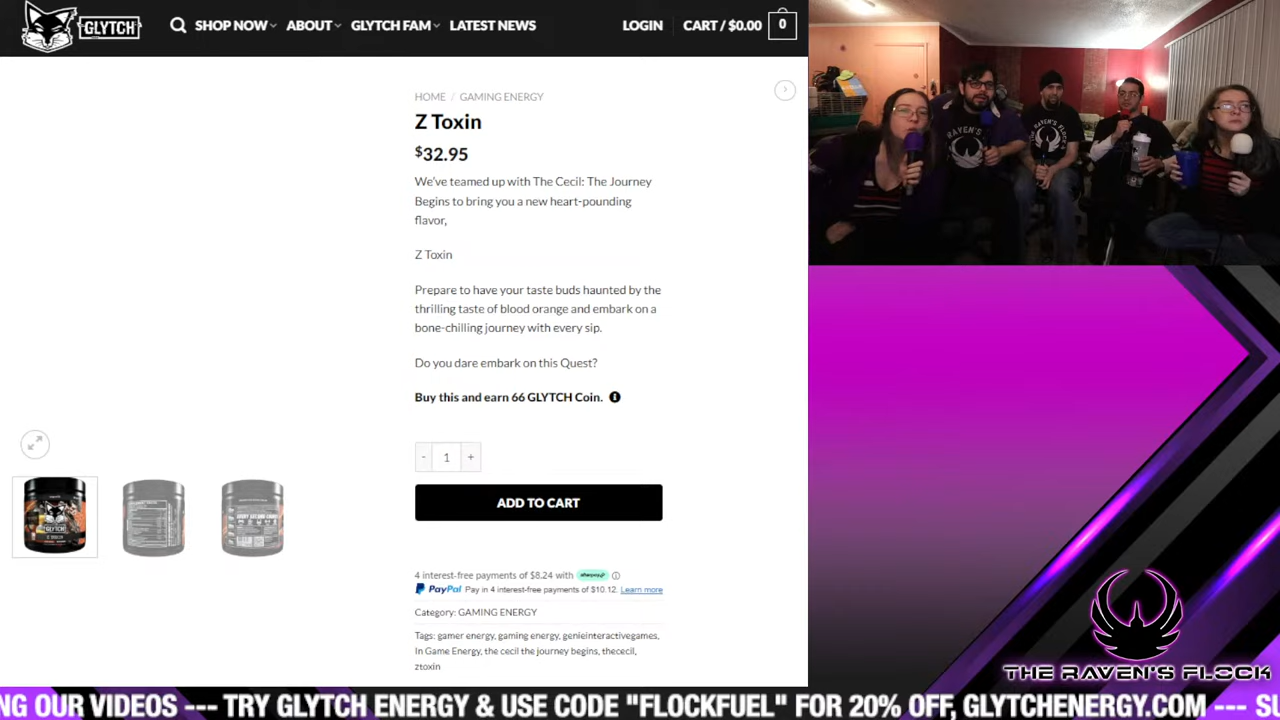 GLYTCH
SHOP NOW
ABOUT
GLYTCH FAM
LATEST NEWS
LOGIN
CART / $0.00
0
HOME / GAMING ENERGY
Z Toxin
$32.95
We've teamed up with The Cecil: The Journey
Begins to bring you a new heart-pounding
flavor,
Z Toxin
Prepare to have your taste buds haunted by the
thrilling taste of blood orange and embark on a
bone-chilling journey with every sip.
Do you dare embark on this Quest?
Buy this and earn 66 GLYTCH Coin.
- 1 +
ADD TO CART
4 interest-free payments of $8.24 with afterpay
PayPal Pay in 4 interest-free payments of $10.12. Learn more
Category: GAMING ENERGY
Tags: gamer energy, gaming energy, genieinteractivegames,
In Game Energy, the cecil the journey begins, thececil,
ztoxin
GLYTCH
RAVEN'S
THE RAVEN'S FLOCK
NG OUR VIDEOS --- TRY GLYTCH ENERGY & USE CODE "FLOCKFUEL" FOR 20% OFF, GLYTCHENERGY.COM --- SU